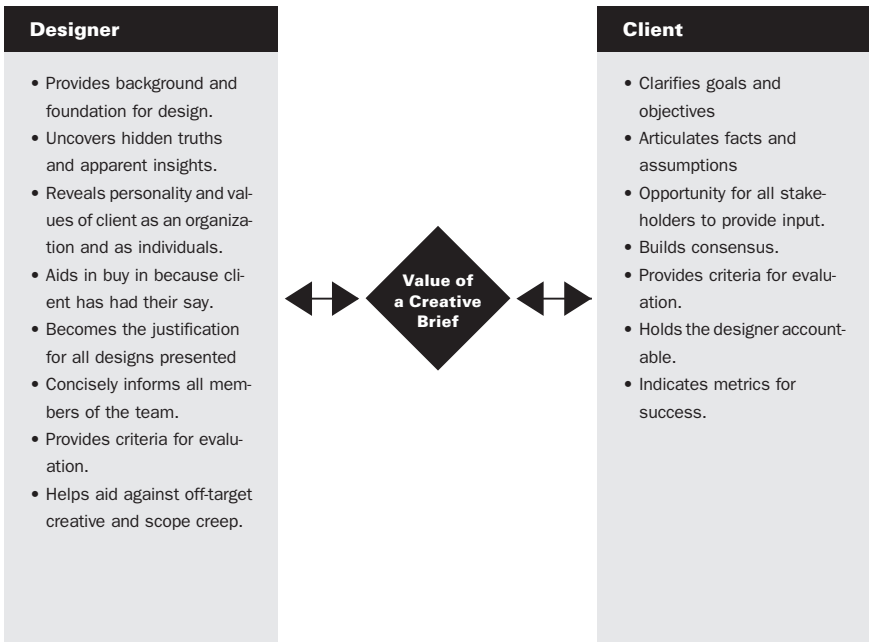 Designer
• Provides background and
foundation for design.
• Uncovers hidden truths
and apparent insights.
• Reveals personality and val-
ues of client as an organiza-
tion and as individuals.
• Aids in buy in because cli-
ent has had their say.
• Becomes the justification
for all designs presented
• Concisely informs all mem-
bers of the team.
• Provides criteria for evalu-
ation.
• Helps aid against off-target
creative and scope creep.
Value of
a Creative
Brief
Client
• Clarifies goals and
objectives
• Articulates facts and
assumptions
• Opportunity for all stake-
holders to provide input.
• Builds consensus.
• Provides criteria for evalu-
ation.
• Holds the designer account-
able.
• Indicates metrics for
success.